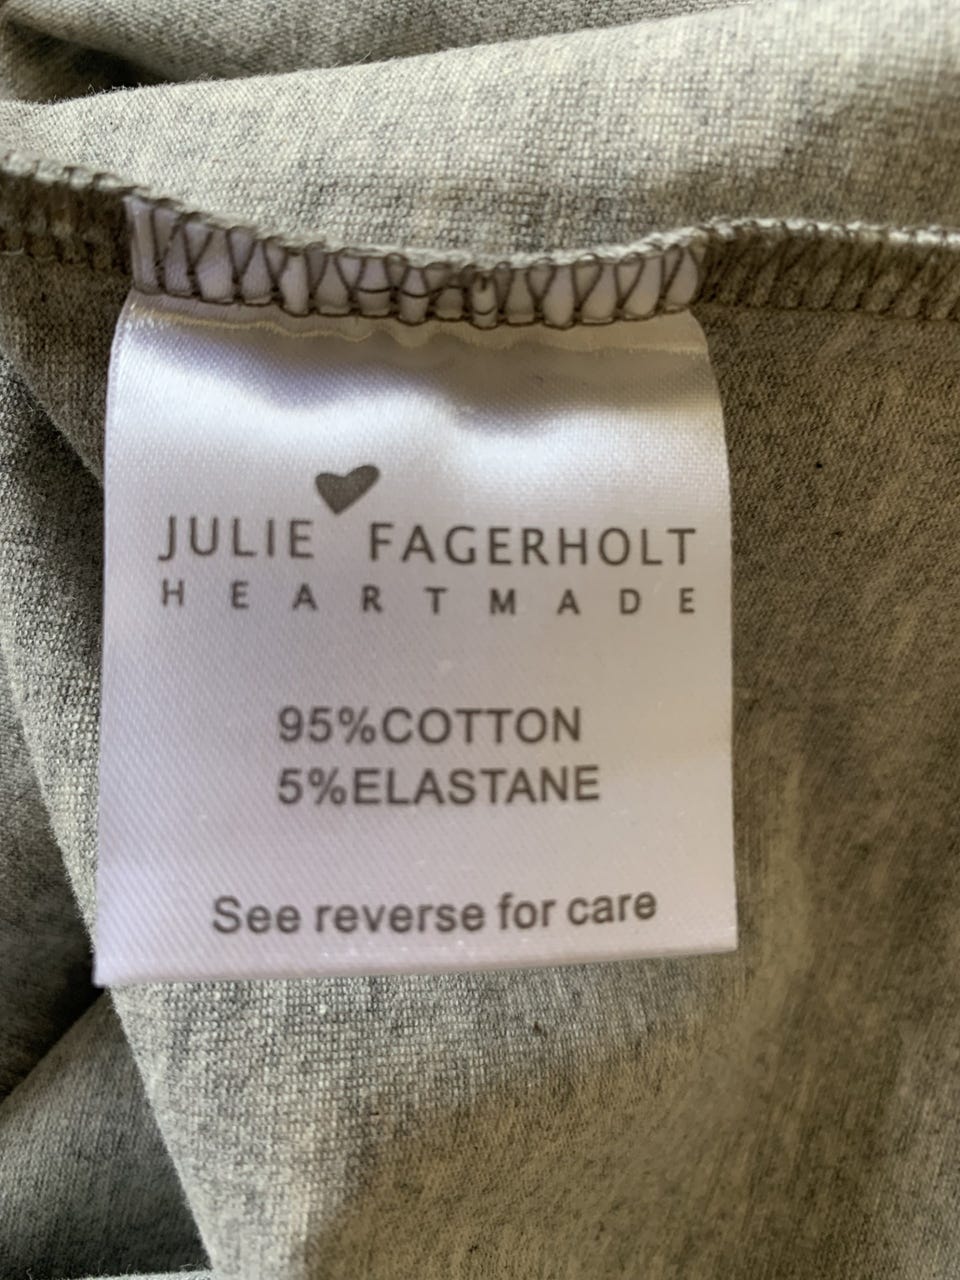 JULIE FAGERHOLT
HEARTMADE
95%COTTON
5%ELASTANE
See reverse for care